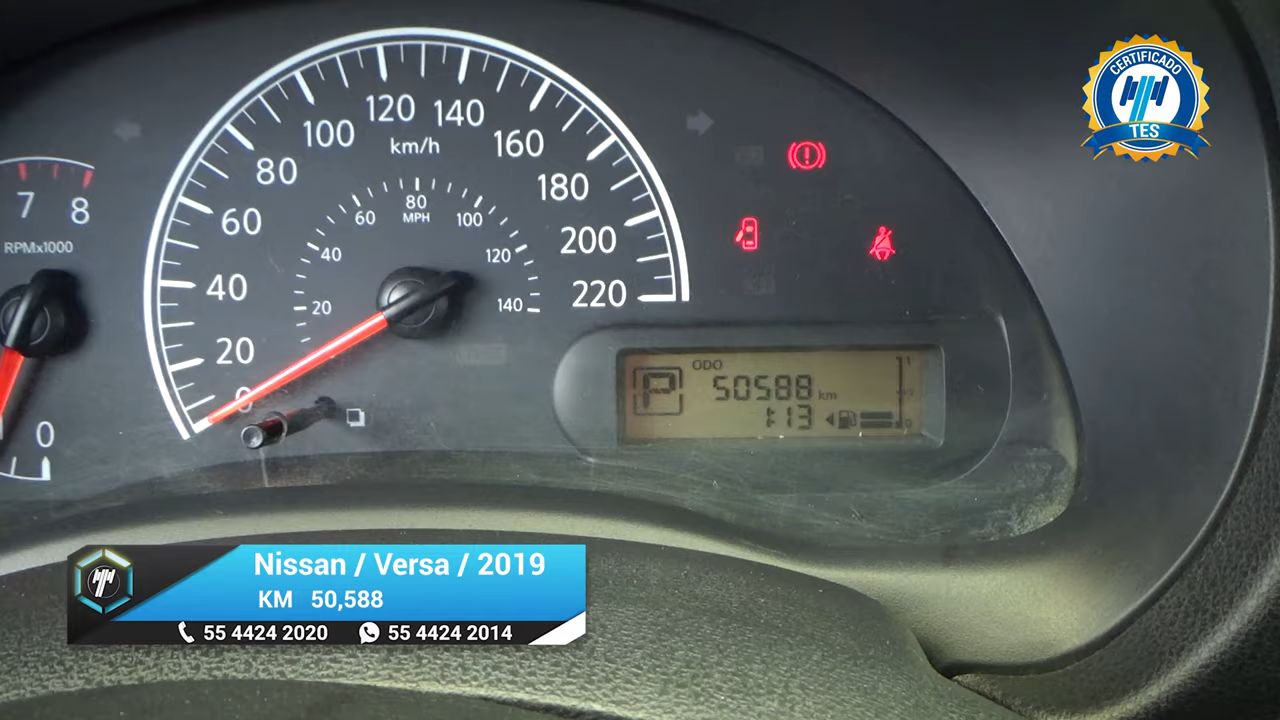 CERTIFICADO
TES
7
8
RPMx1000
0
0
20
40
60
80
100
120
140
160
180
200
220
km/h
20
40
60
80
100
120
140
MPH
P
ODO
50588 km
1:13
1
0
Nissan / Versa / 2019
KM 50,588
55 4424 2020
55 4424 2014